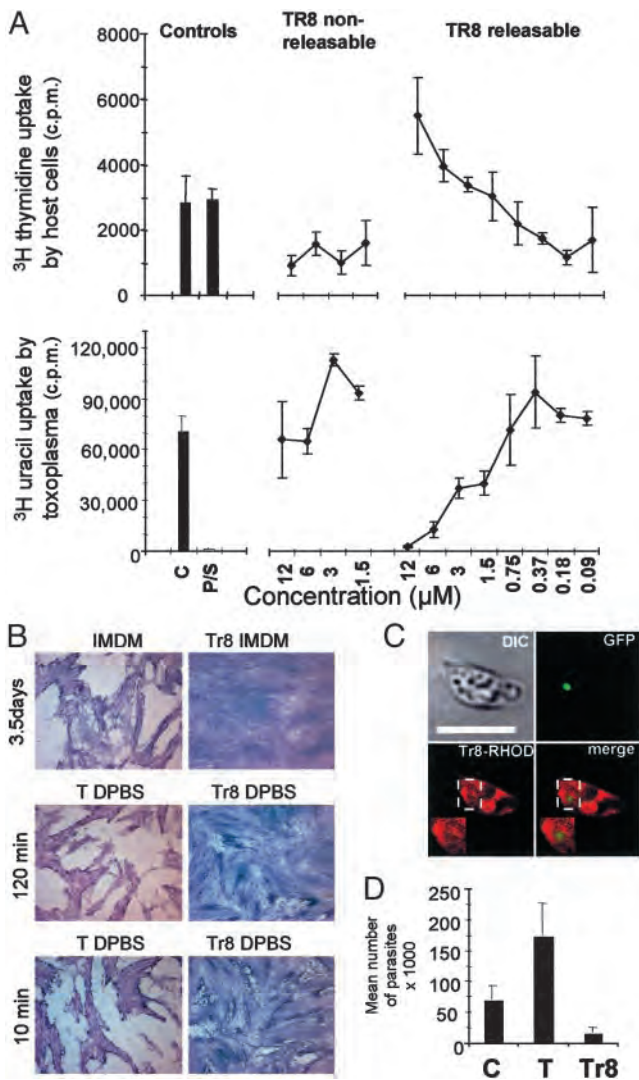 A
Controls
TR8 non-
releasable
TR8 releasable
³H thymidine uptake
by host cells (c.p.m.)
8000
6000
4000
2000
0
³H uracil uptake by
toxoplasma (c.p.m.)
120,000
90,000
60,000
30,000
0
C
P/S
12
6
3
1.5
12
6
3
1.5
0.75
0.37
0.18
0.09
Concentration (µM)
B
IMDM
Tr8 IMDM
3.5days
T DPBS
Tr8 DPBS
120 min
T DPBS
Tr8 DPBS
10 min
C
DIC
GFP
Tr8-RHOD
merge
D
Mean number
of parasites
x 1000
250
200
150
100
50
0
C
T
Tr8